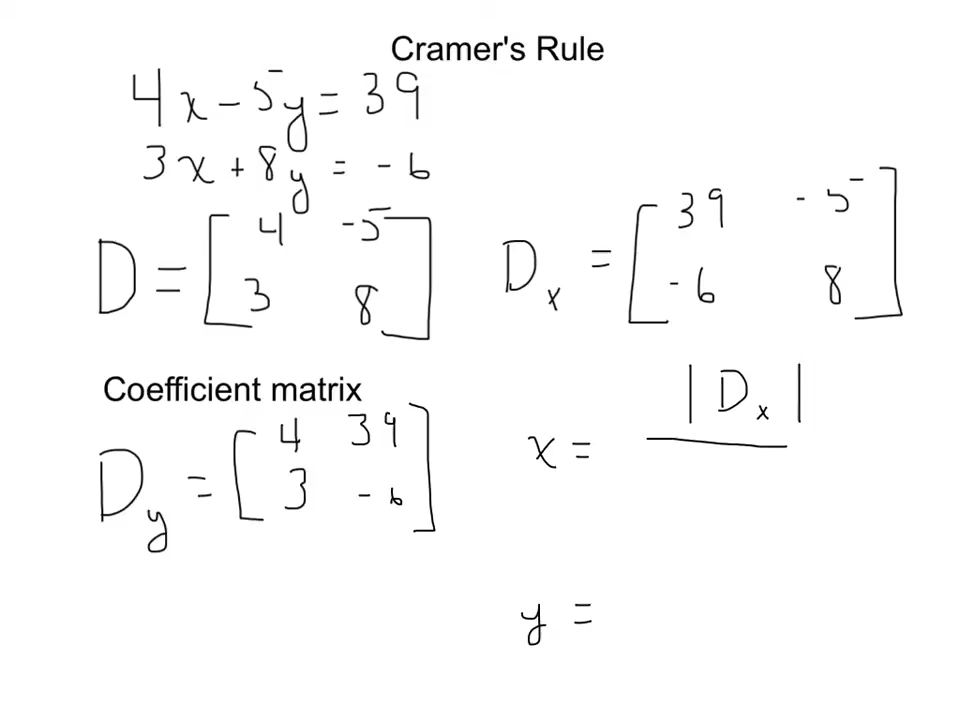 Cramer's Rule
4x - 5y = 39
3x + 8y = -6
D = [ 4 -5
3 8 ]
Dx = [ 39 -5
-6 8 ]
Coefficient matrix
Dy = [ 4 39
3 -6 ]
x = |Dx|
y =